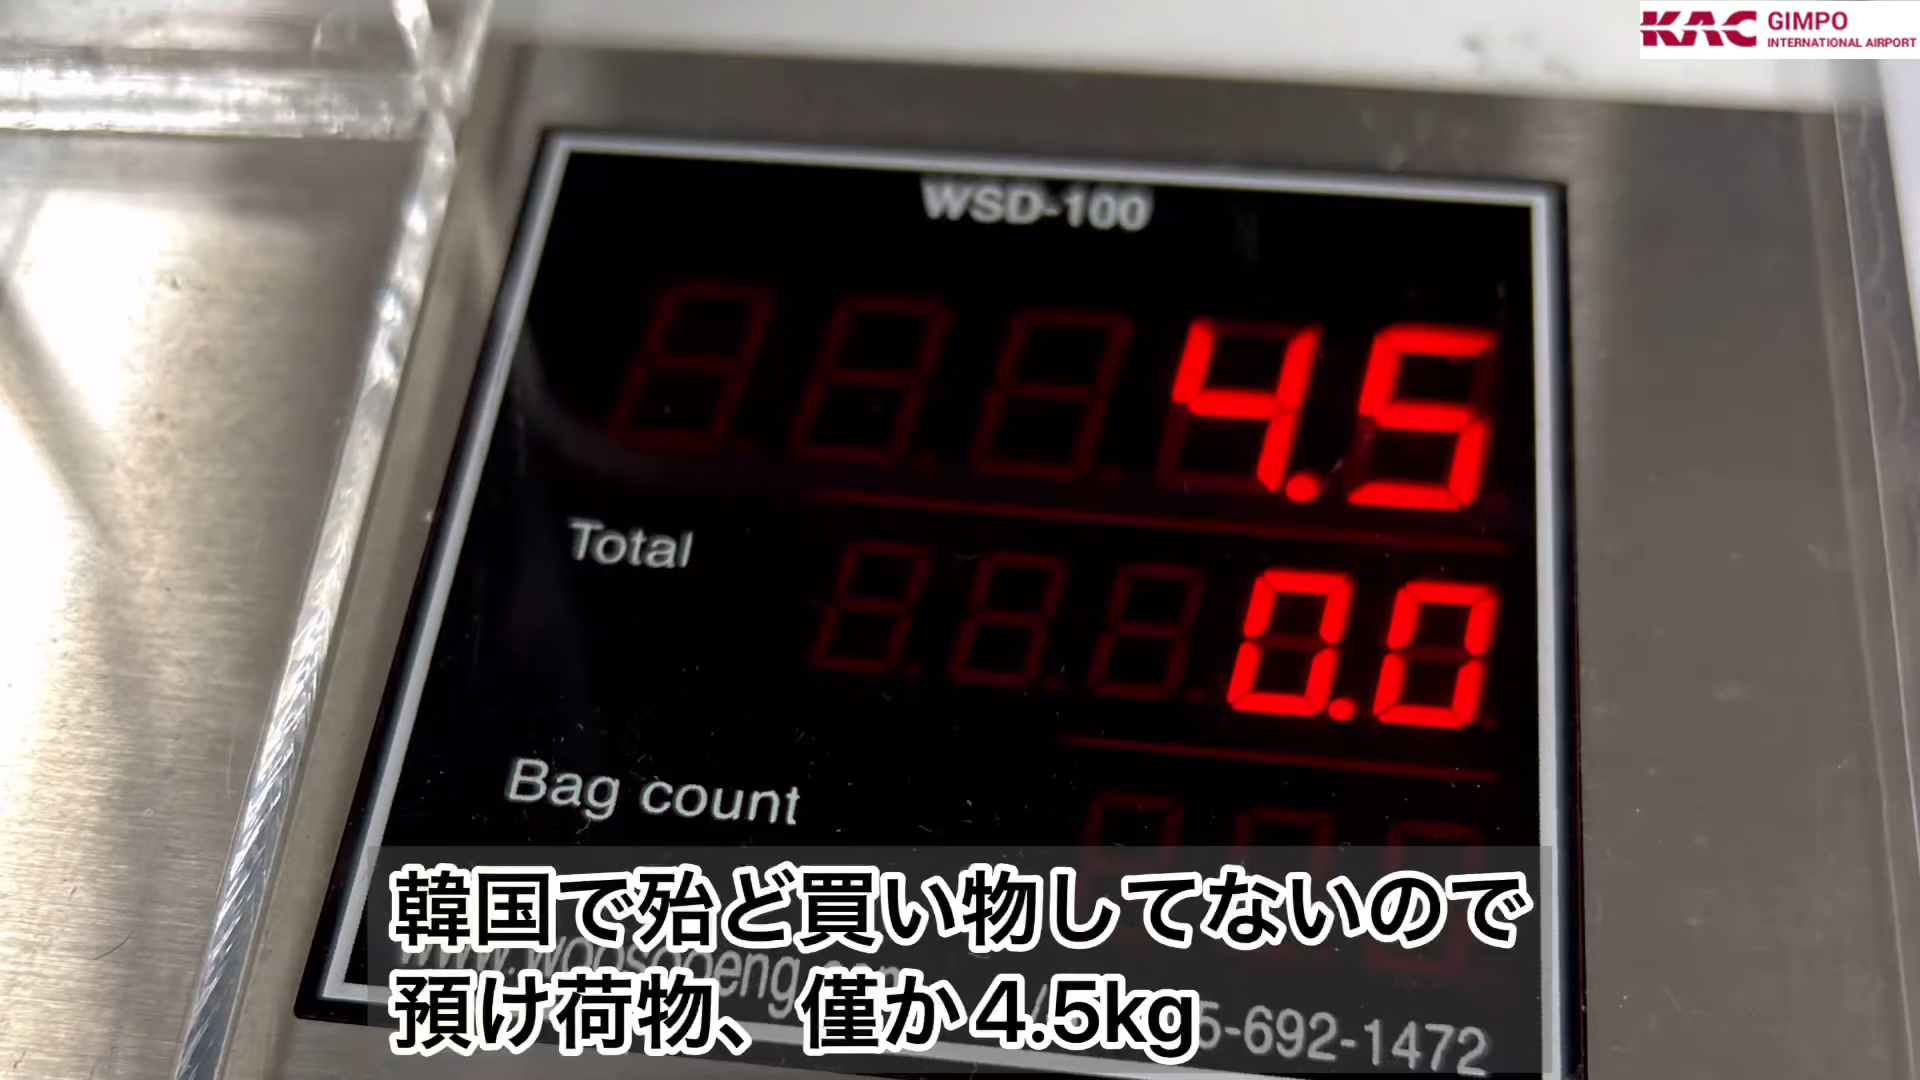 KAC GIMPO
INTERNATIONAL AIRPORT
WSD-100
4.5
Total
0.0
Bag count
韓国で殆ど買い物してないので
預け荷物、僅か4.5kg
5-692-1472